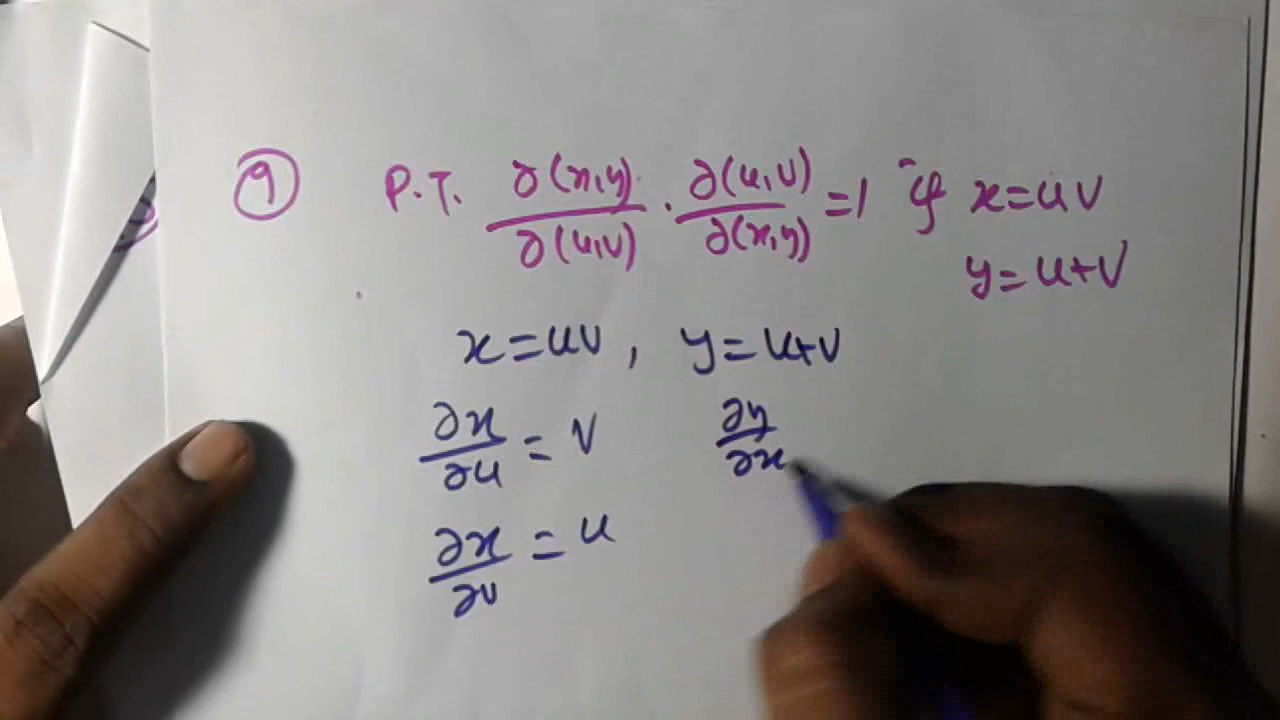 9 P.T. ∂(x,y)/∂(u,v) . ∂(u,v)/∂(x,y) = 1 if x = uv
y = u+v
x = uv , y = u+v
∂x/∂u = v ∂y/∂x
∂x/∂v = u